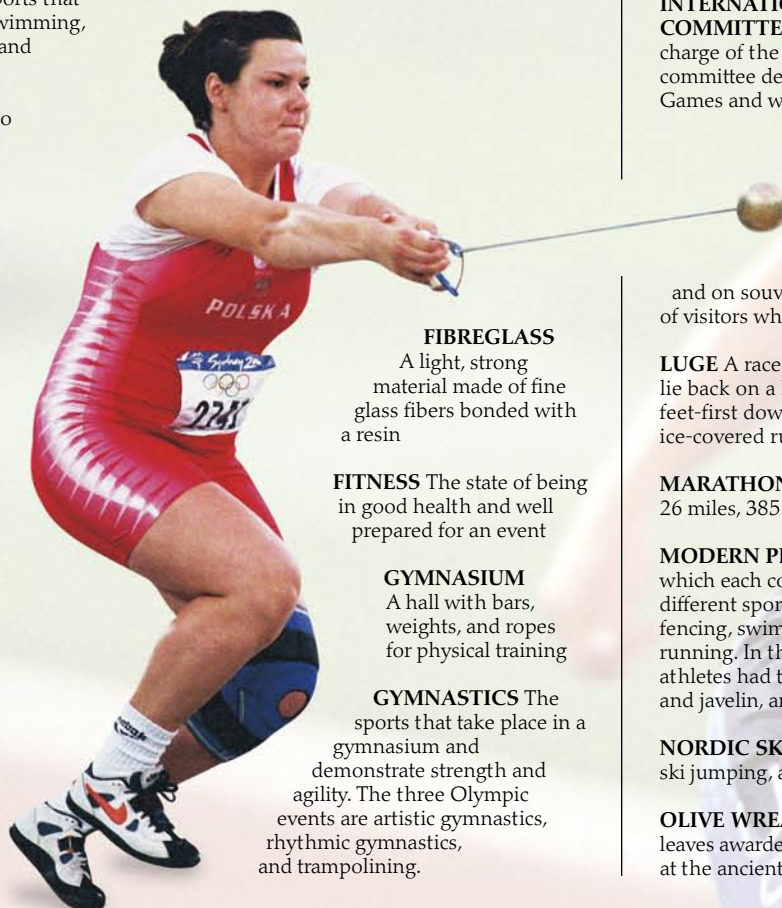 orts that
wimming,
and
o
POLSKA
Sydney 20
FIBREGLASS
A light, strong
material made of fine
glass fibers bonded with
a resin
FITNESS The state of being
in good health and well
prepared for an event
GYMNASIUM
A hall with bars,
weights, and ropes
for physical training
GYMNASTICS The
sports that take place in a
gymnasium and
demonstrate strength and
agility. The three Olympic
events are artistic gymnastics,
rhythmic gymnastics,
and trampolining.
INTERNATIO
COMMITTE
charge of the
committee de
Games and w
and on souv
of visitors wh
LUGE A race
lie back on a
feet-first dow
ice-covered ru
MARATHON
26 miles, 385
MODERN PE
which each co
different spor
fencing, swim
running. In th
athletes had t
and javelin, a
NORDIC SK
ski jumping, a
OLIVE WREA
leaves awarde
at the ancient